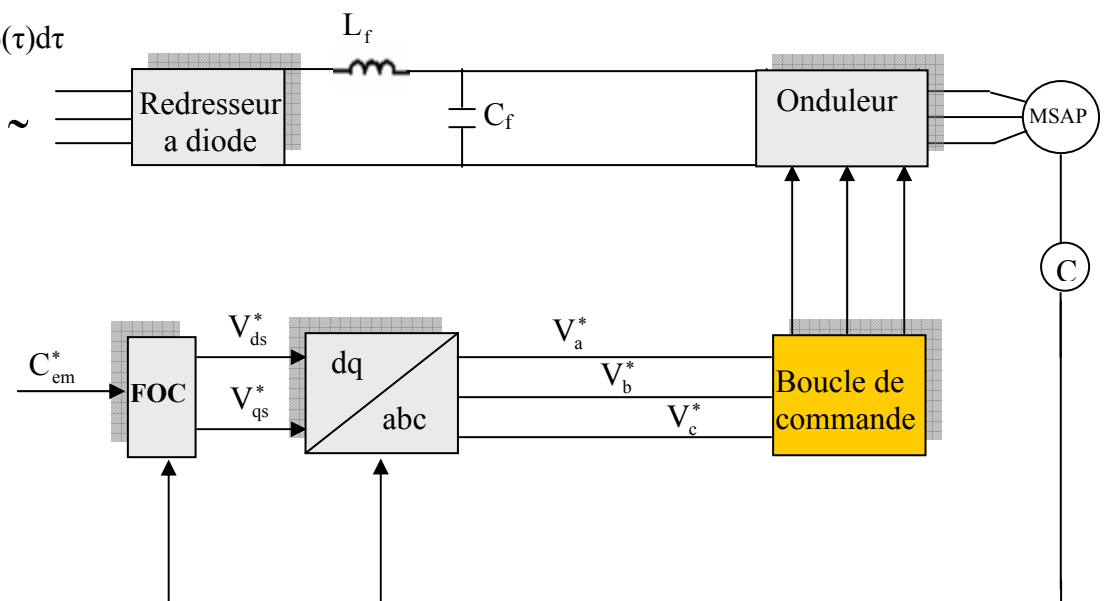 (τ)dτ
L_f
Redresseur
a diode
~
C_f
Onduleur
MSAP
C
C*_em
FOC
V*_ds
V*_qs
dq
abc
V*_a
V*_b
V*_c
Boucle de
commande